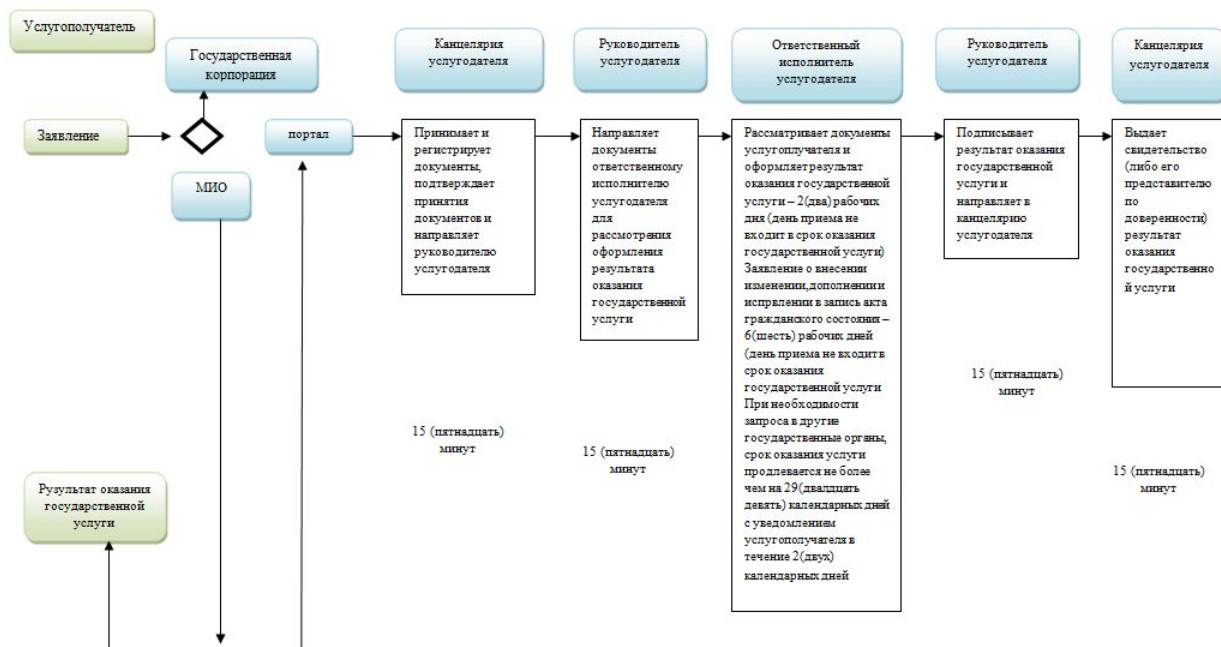 Услугополучатель
Государственная
корпорация
Канцелярия
услугодателя
Руководитель
услугодателя
Ответственный
исполнитель
услугодателя
Руководитель
услугодателя
Канцелярия
услугодателя
Заявление
портал
МИО
Принимает и
регистрирует
документы,
подтверждает
принятия
документов и
направляет
руководителю
услугодателя
Направляет
документы
ответственному
исполнителю
услугодателя
для
рассмотрения
оформления
результата
оказания
государственной
услуги
Рассматривает документы
услугоплучателя и
оформляет результат
оказания государственной
услуги – 2(два) рабочих
дня (день приема не
входит в срок оказания
государственной услуги)
Заявление о внесении
изменении, дополнении и
испрвлении в запись акта
гражданского состояния –
6(шесть) рабочих дней
(день приема не входит в
срок оказания
государственной услуги
При необходимости
запроса в другие
государственные органы,
срок оказания услуги
продлевается не более
чем на 29(двалдцать
девять) календарных дней
с уведомлением
услугополучателя в
течение 2(двух)
календарных дней
Подписывает
результат оказания
государственной
услуги и
направляет в
канцелярию
услугодателя
Выдает
свидетельство
(либо его
представителю
по
доверенности)
результат
оказания
государственно
й услуги
15 (пятнадцать)
минут
15 (пятнадцать)
минут
15 (пятнадцать)
минут
15 (пятнадцать)
минут
Рузультат оказания
государственной
услуги